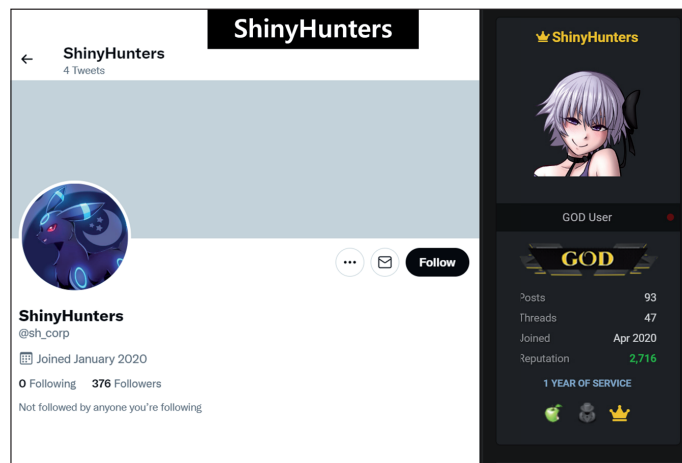 ShinyHunters
ShinyHunters
4 Tweets
Follow
ShinyHunters
@sh_corp
Joined January 2020
0 Following 376 Followers
Not followed by anyone you're following
ShinyHunters
GOD User
GOD
Posts 93
Threads 47
Joined Apr 2020
Reputation 2,716
1 YEAR OF SERVICE